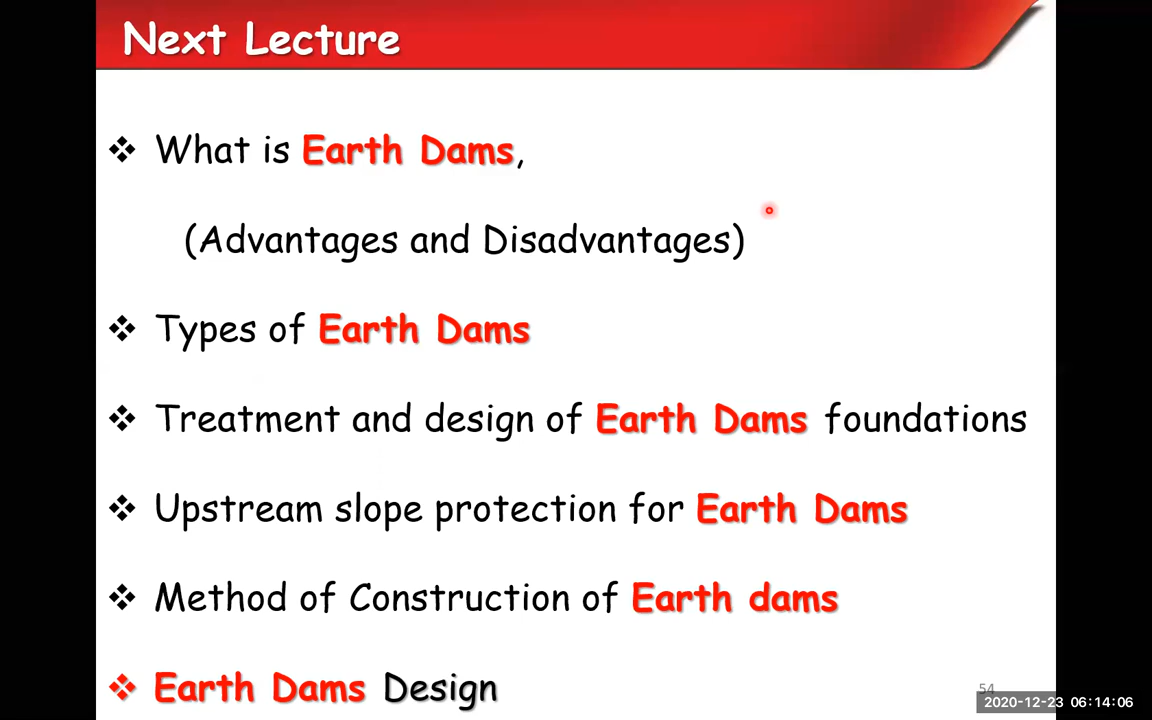 Next Lecture
❖ What is Earth Dams,
(Advantages and Disadvantages)
❖ Types of Earth Dams
❖ Treatment and design of Earth Dams foundations
❖ Upstream slope protection for Earth Dams
❖ Method of Construction of Earth dams
❖ Earth Dams Design
54
2020-12-23 06:14:06